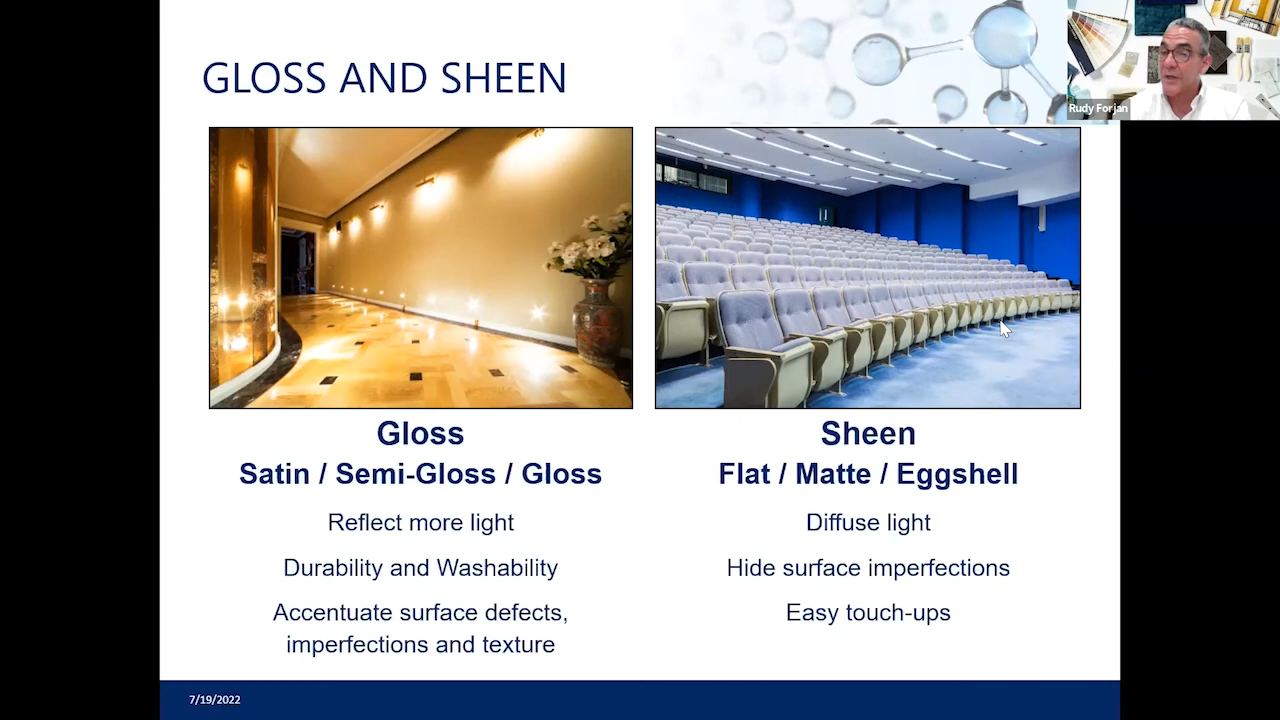 GLOSS AND SHEEN
Rudy Forjan
Gloss
Satin / Semi-Gloss / Gloss
Reflect more light
Durability and Washability
Accentuate surface defects,
imperfections and texture
Sheen
Flat / Matte / Eggshell
Diffuse light
Hide surface imperfections
Easy touch-ups
7/19/2022